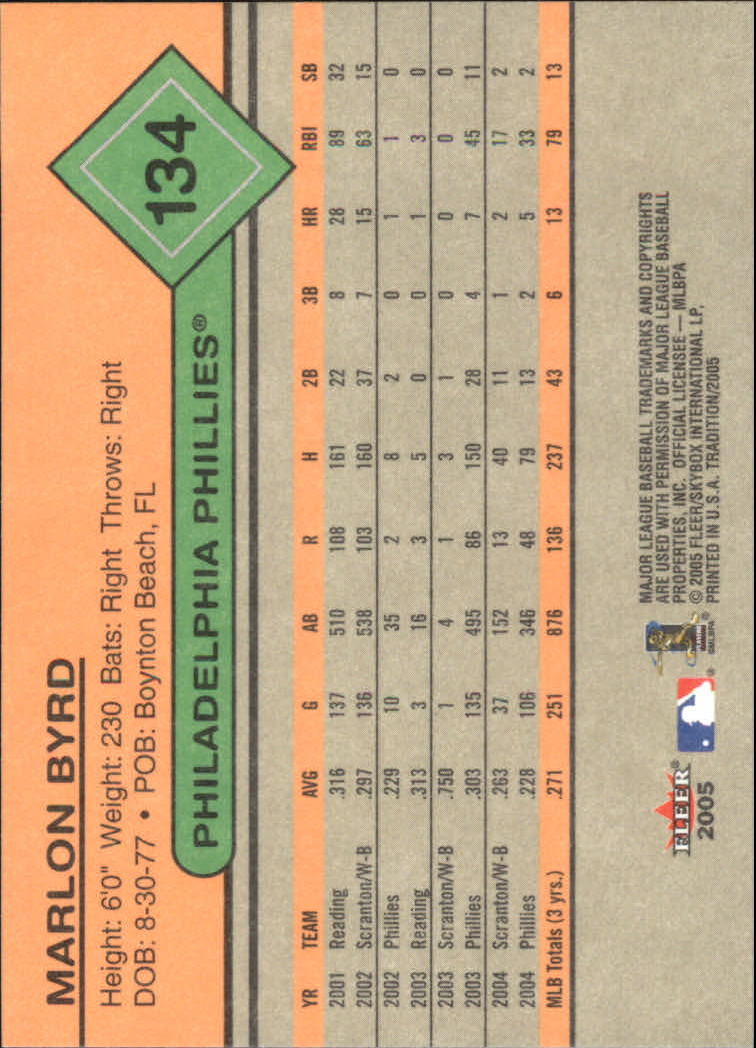 MARLON BYRD
Height: 6'0" Weight: 230 Bats: Right Throws: Right
DOB: 8-30-77 • POB: Boynton Beach, FL
134
PHILADELPHIA PHILLIES®
YR TEAM AVG G AB R H 2B 3B HR RBI SB
2001 Reading .316 137 510 108 161 22 8 28 89 32
2002 Scranton/W-B .297 136 538 103 160 37 7 15 63 15
2002 Phillies .229 10 35 2 8 2 0 1 1 0
2003 Reading .313 3 16 3 5 0 0 1 3 0
2003 Scranton/W-B .750 1 4 1 3 1 0 0 0 0
2003 Phillies .303 135 495 86 150 28 4 7 45 11
2004 Scranton/W-B .263 37 152 13 40 11 1 2 17 2
2004 Phillies .228 106 346 48 79 13 2 5 33 2
MLB Totals (3 yrs.) .271 251 876 136 237 43 6 13 79 13
FLEER®
2005
®
©MLBPA
MAJOR LEAGUE BASEBALL TRADEMARKS AND COPYRIGHTS
ARE USED WITH PERMISSION OF MAJOR LEAGUE BASEBALL
PROPERTIES, INC. OFFICIAL LICENSEE — MLBPA
© 2005 FLEER/SKYBOX INTERNATIONAL LP,
PRINTED IN U.S.A. TRADITION/2005